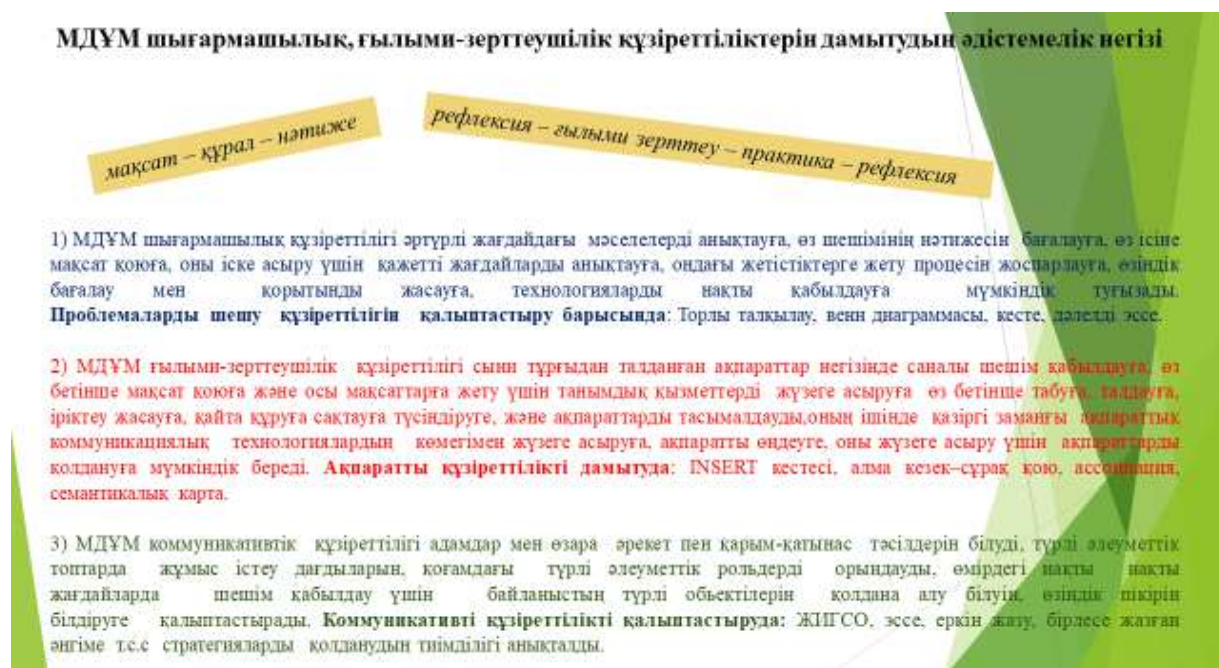 МДҰМ шығармашылық, ғылыми-зерттеушілік құзіреттіліктерін дамытудың әдістемелік негізі
мақсат – құрал – нәтиже
рефлексия – ғылыми зерттеу – практика – рефлексия
1) МДҰМ шығармашылық құзіреттілігі әртүрлі жағдайдағы мәселелерді анықтауға, өз шешімінің нәтижесін бағалауға, өз ісіне
мақсат қоюға, оны іске асыру үшін қажетті жағдайларды анықтауға, ондағы жетістіктерге жету процесін жоспарлауға, өзіндік
бағалау мен қорытынды жасауға, технологияларды нақты қабылдауға мүмкіндік туғызады.
Проблемаларды шешу құзіреттілігін қалыптастыру барысында: Торлы талқылау, венн диаграммасы, кесте, дәлелді эссе.
2) МДҰМ ғылыми-зерттеушілік құзіреттілігі сыни тұрғыдан талданған ақпараттар негізінде саналы шешім қабылдауға, өз
бетінше мақсат қоюға және осы мақсаттарға жету үшін танымдық қызметтерді жүзеге асыруға өз бетінше табуға, талдауға,
іріктеу жасауға, қайта құруға сақтауға түсіндіруге, және ақпараттарды тасымалдауды,оның ішінде қазіргі заманғы ақпараттық
коммуникациялық технологиялардың көмегімен жүзеге асыруға, ақпаратты өңдеуге, оны жүзеге асыру үшін ақпараттарды
қолдануға мүмкіндік береді. Ақпаратты құзіреттілікті дамытуда: INSERT кестесі, алма кезек–сұрақ қою, ассоциация,
семантикалық карта.
3) МДҰМ коммуникативтік құзіреттілігі адамдар мен өзара әрекет пен қарым-қатынас тәсілдерін білуді, түрлі әлеуметтік
топтарда жұмыс істеу дағдыларын, қоғамдағы түрлі әлеуметтік рольдерді орындауды, өмірдегі нақты нақты
жағдайларда шешім қабылдау үшін байланыстың түрлі обьектілерін қолдана алу білуін, өзіндік пікірін
білдіруге қалыптастырады. Коммуникативті құзіреттілікті қалыптастыруда: ЖИГСО, эссе, еркін жазу, бірлесе жазған
әңгіме т.с.с стратегияларды қолданудың тиімділігі анықталды.